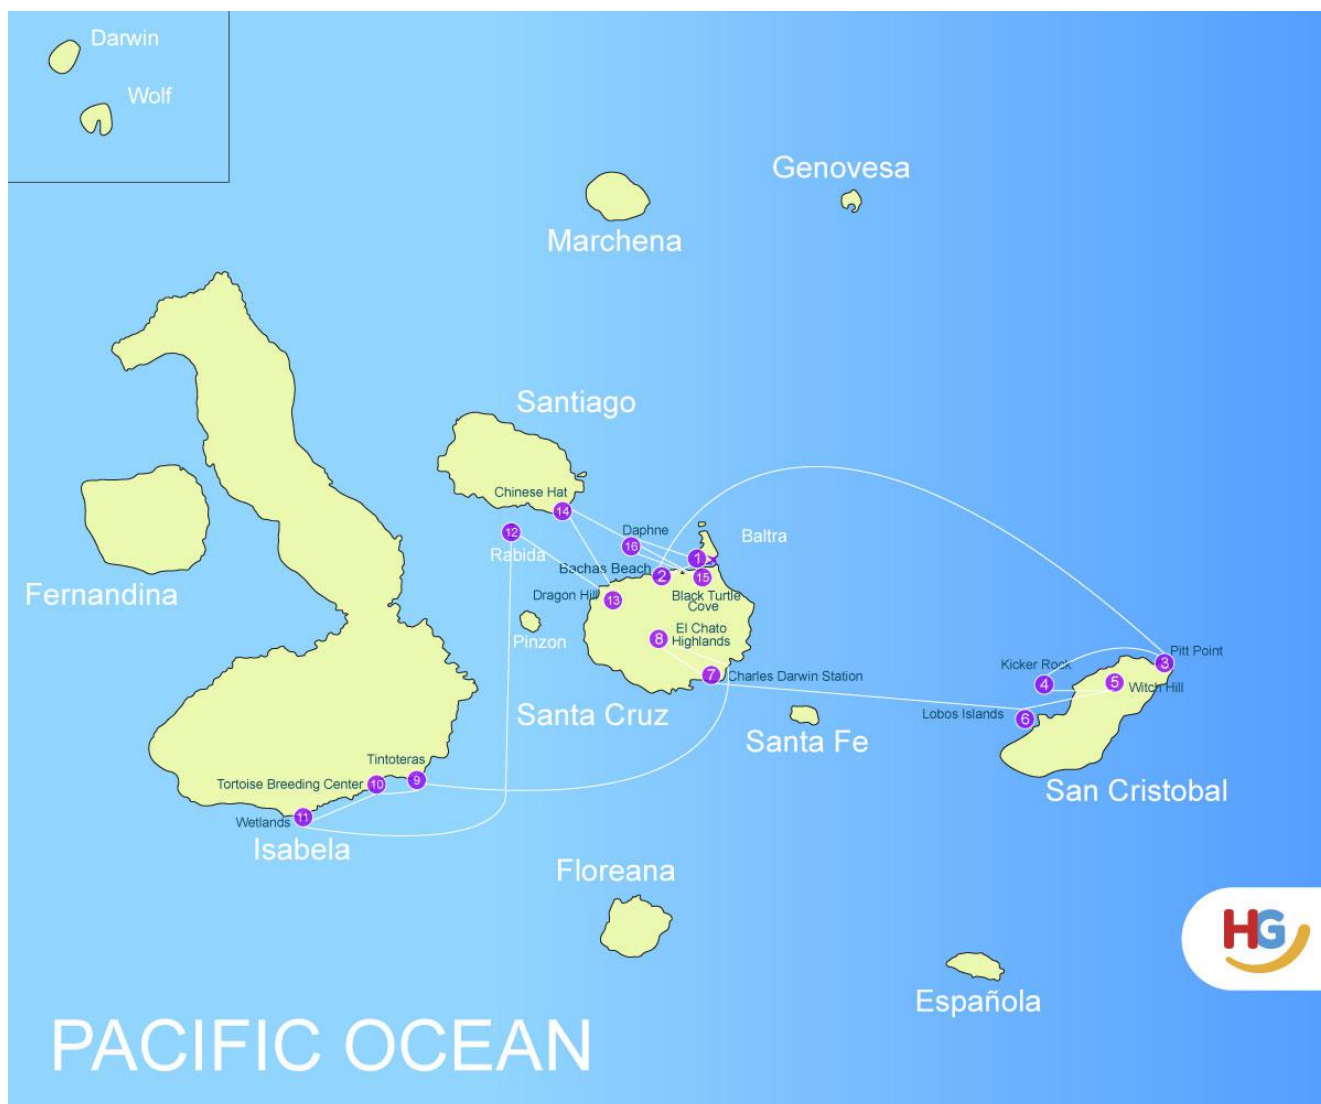 Darwin
Wolf
Genovesa
Marchena
Santiago
Chinese Hat
14
12
Rabida
Daphne
16
Baltra
1
Bachas Beach
2
15
Black Turtle
Cove
Dragon Hill
13
Fernandina
Pinzon
8
El Chato
Highlands
7
Charles Darwin Station
Santa Cruz
Santa Fe
Pitt Point
3
Kicker Rock
4
5
Witch Hill
Lobos Islands
6
San Cristobal
Tintoteras
9
Tortoise Breeding Center
10
11
Wetlands
Isabela
Floreana
HG
Española
PACIFIC OCEAN